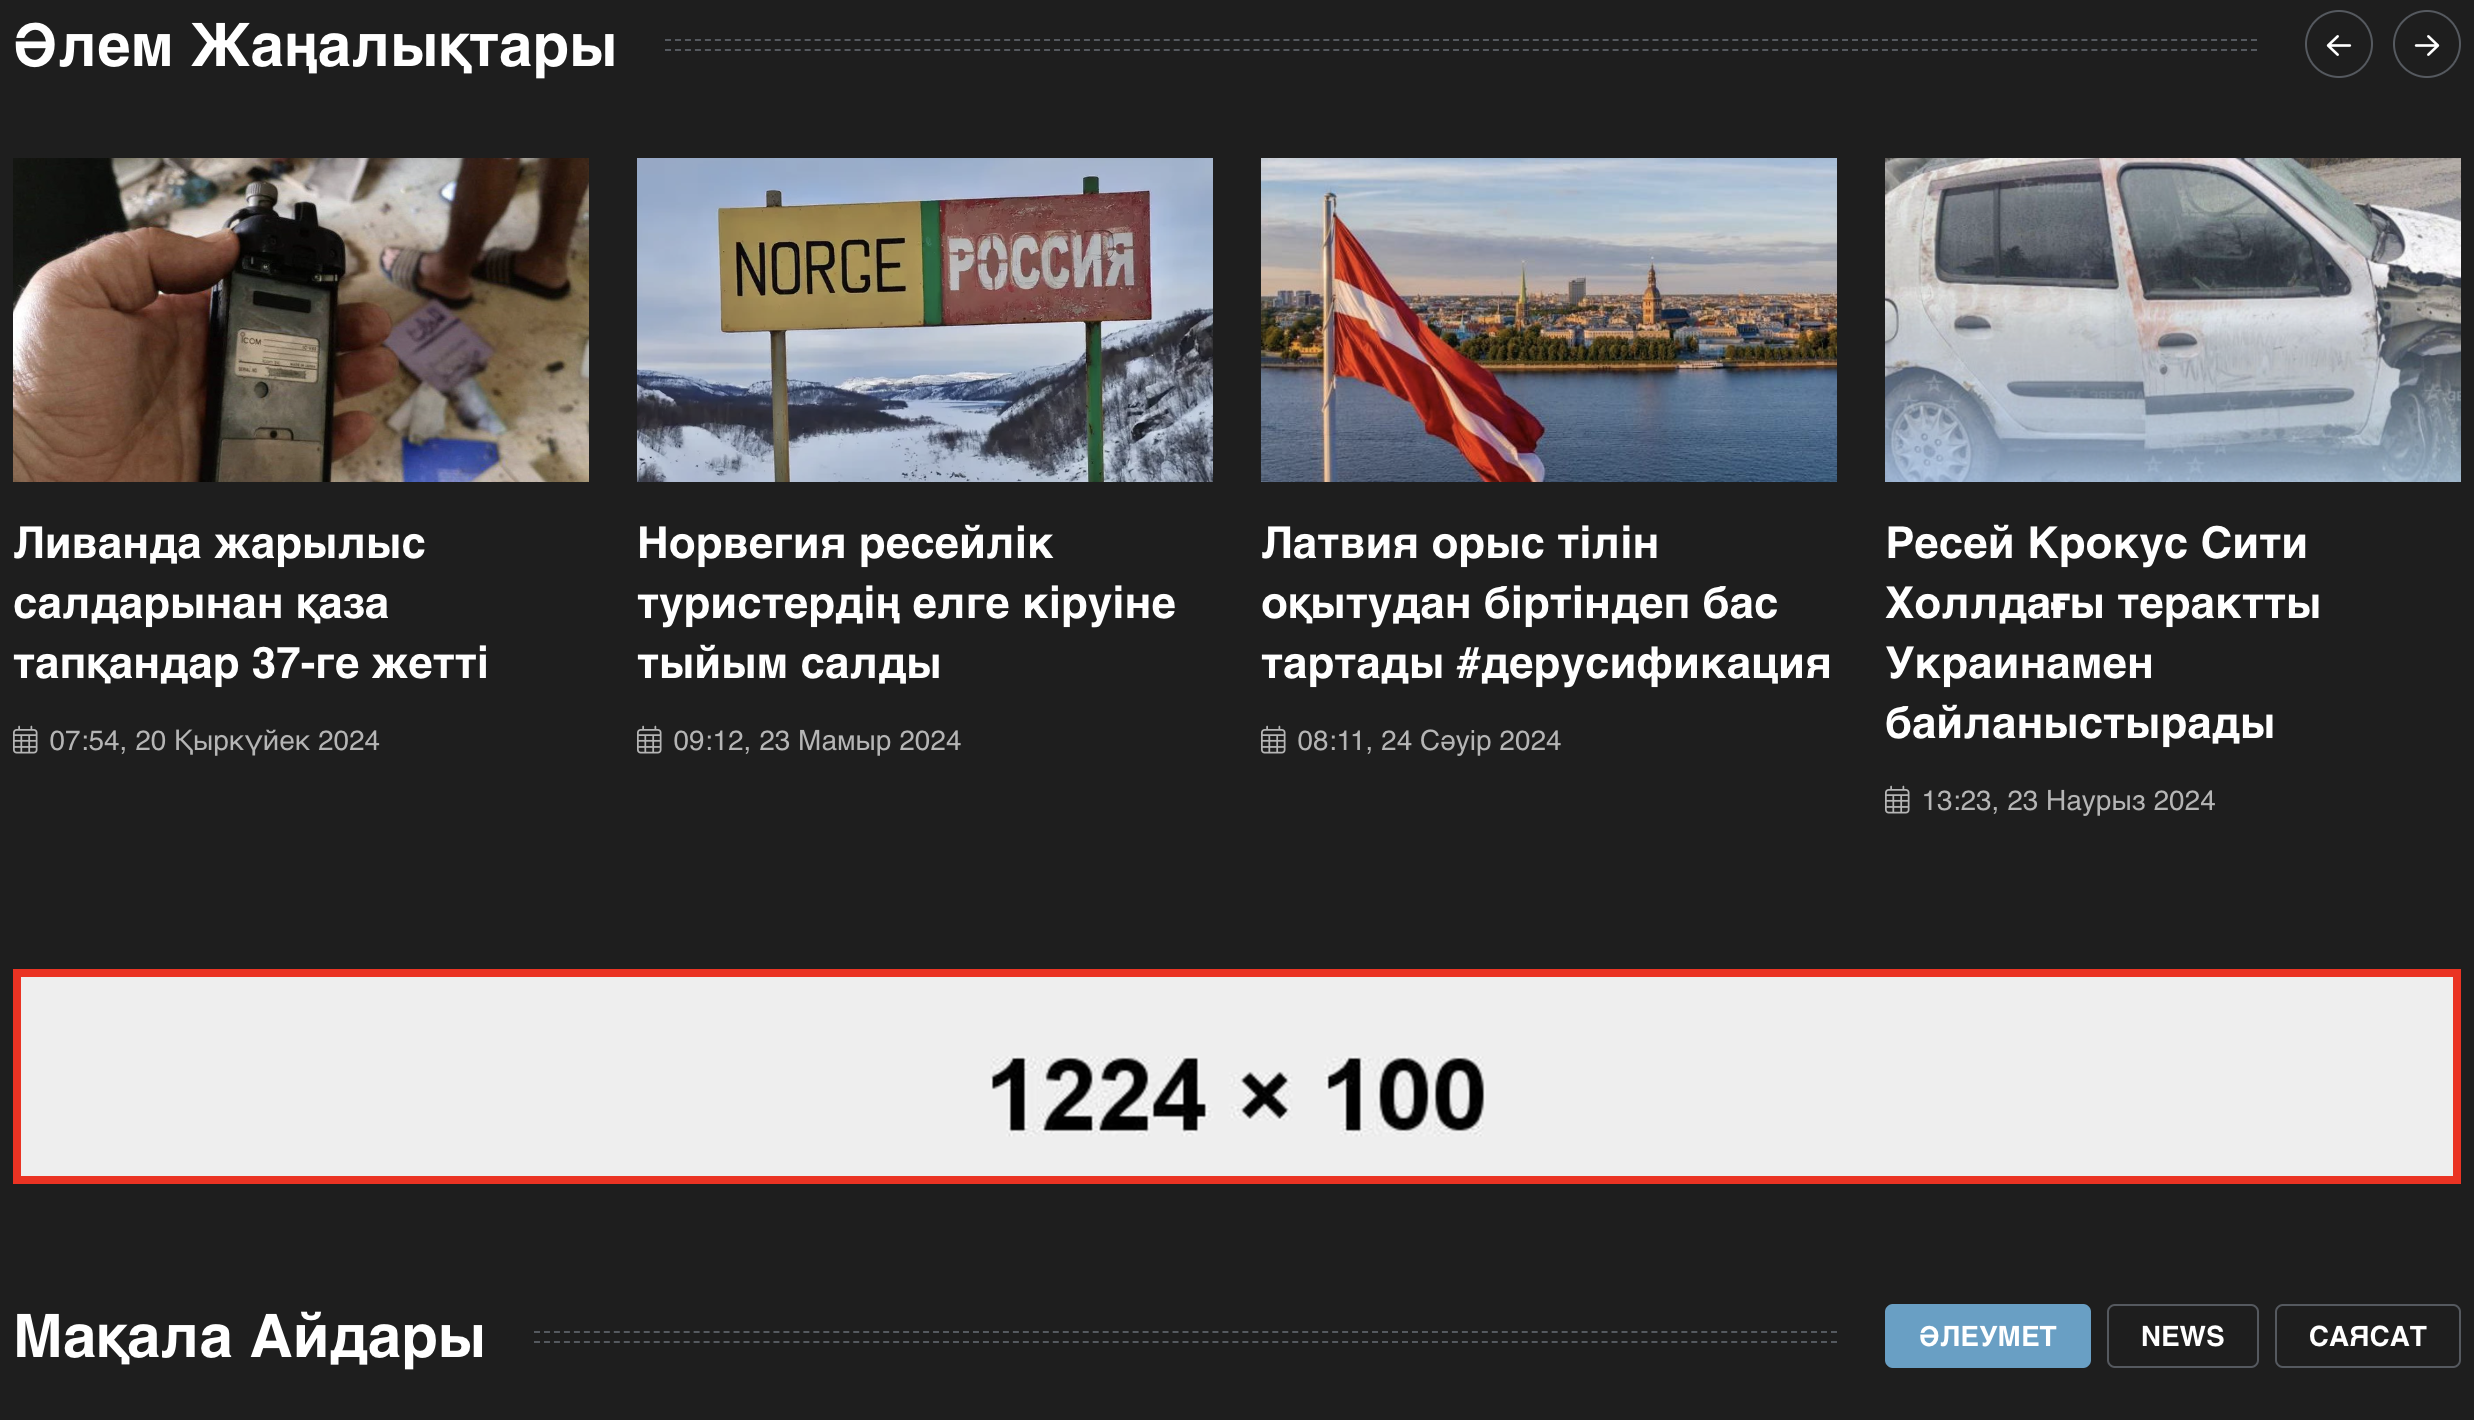 Әлем Жаңалықтары
ICOM
NORGE РОССИЯ
Ливанда жарылыс
салдарынан қаза
тапқандар 37-ге жетті
07:54, 20 Қыркүйек 2024
Норвегия ресейлік
туристердің елге кіруіне
тыйым салды
09:12, 23 Мамыр 2024
Латвия орыс тілін
оқытудан біртіндеп бас
тартады #дерусификация
08:11, 24 Сәуір 2024
Ресей Крокус Сити
Холлдағы терактты
Украинамен
байланыстырады
13:23, 23 Наурыз 2024
1224 × 100
Мақала Айдары
ӘЛЕУМЕТ
NEWS
САЯСАТ